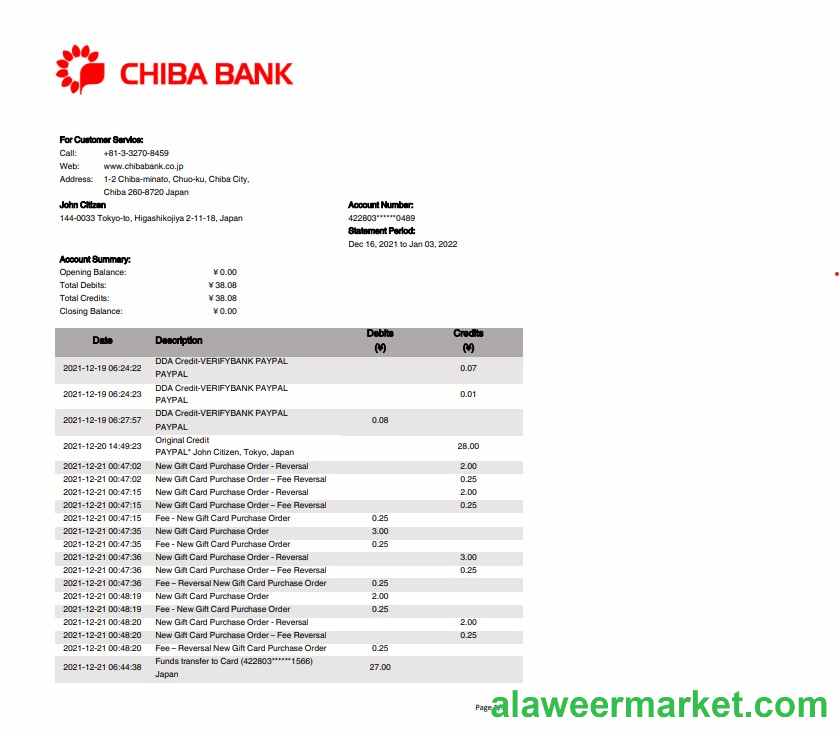 CHIBA BANK
For Customer Service:
Call: +81-3-3270-8459
Web: www.chibabank.co.jp
Address: 1-2 Chiba-minato, Chuo-ku, Chiba City,
Chiba 260-8720 Japan
John Citizen Account Number:
144-0033 Tokyo-to, Higashikojiya 2-11-18, Japan 422803******0489
Statement Period:
Dec 16, 2021 to Jan 03, 2022
Account Summary:
Opening Balance: ¥ 0.00
Total Debits: ¥ 38.08
Total Credits: ¥ 38.08
Closing Balance: ¥ 0.00
Date Description Debits (¥) Credits (¥)
2021-12-19 06:24:22 DDA Credit-VERIFYBANK PAYPAL 0.07
PAYPAL
2021-12-19 06:24:23 DDA Credit-VERIFYBANK PAYPAL 0.01
PAYPAL
2021-12-19 06:27:57 DDA Credit-VERIFYBANK PAYPAL 0.08
PAYPAL
2021-12-20 14:49:23 Original Credit 28.00
PAYPAL* John Citizen, Tokyo, Japan
2021-12-21 00:47:02 New Gift Card Purchase Order - Reversal 2.00
2021-12-21 00:47:02 New Gift Card Purchase Order – Fee Reversal 0.25
2021-12-21 00:47:15 New Gift Card Purchase Order - Reversal 2.00
2021-12-21 00:47:15 New Gift Card Purchase Order – Fee Reversal 0.25
2021-12-21 00:47:15 Fee - New Gift Card Purchase Order 0.25
2021-12-21 00:47:35 New Gift Card Purchase Order 3.00
2021-12-21 00:47:35 Fee - New Gift Card Purchase Order 0.25
2021-12-21 00:47:36 New Gift Card Purchase Order - Reversal 3.00
2021-12-21 00:47:36 New Gift Card Purchase Order – Fee Reversal 0.25
2021-12-21 00:47:36 Fee – Reversal New Gift Card Purchase Order 0.25
2021-12-21 00:48:19 New Gift Card Purchase Order 2.00
2021-12-21 00:48:19 Fee - New Gift Card Purchase Order 0.25
2021-12-21 00:48:20 New Gift Card Purchase Order - Reversal 2.00
2021-12-21 00:48:20 New Gift Card Purchase Order – Fee Reversal 0.25
2021-12-21 00:48:20 Fee – Reversal New Gift Card Purchase Order 0.25
2021-12-21 06:44:38 Funds transfer to Card (422803******1566) 27.00
Japan
Page
alaweermarket.com